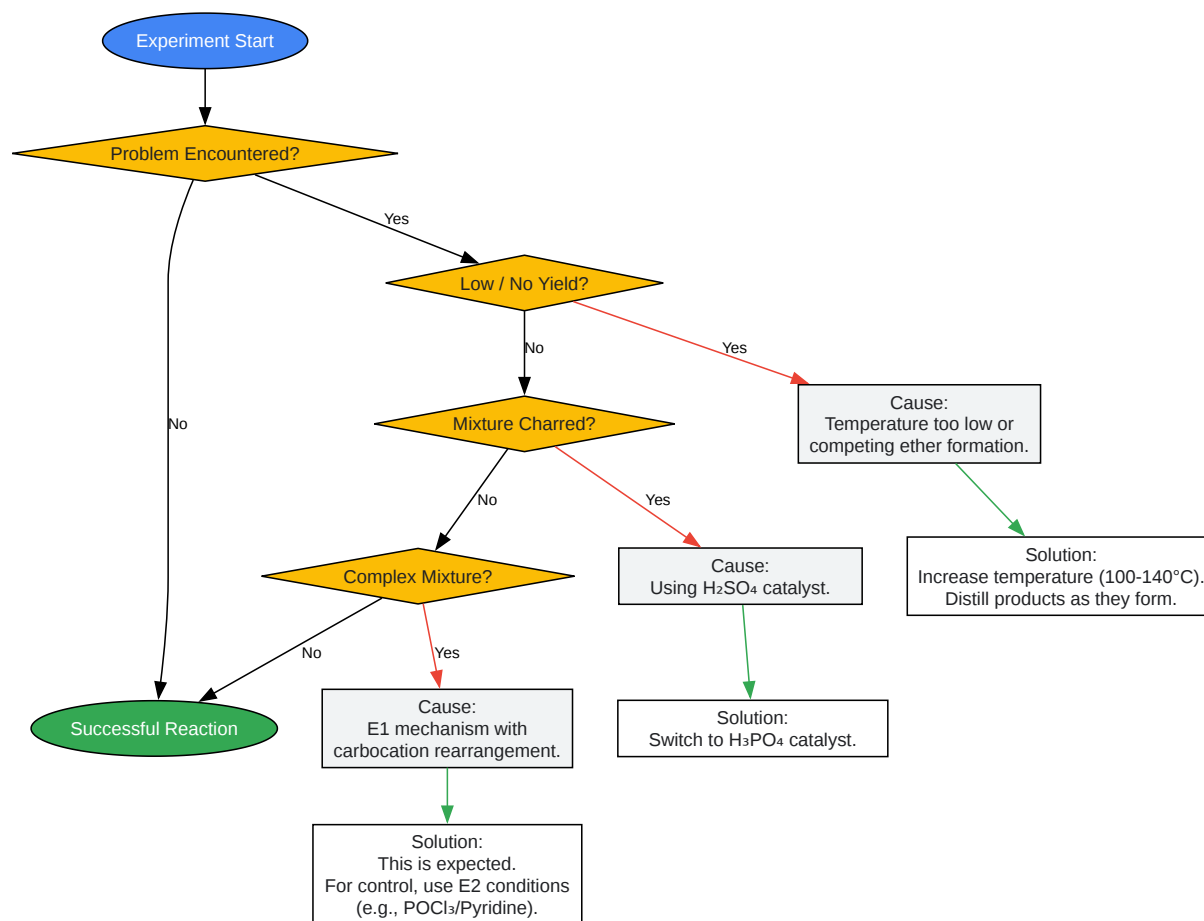 Experiment Start
Problem Encountered?
Yes
Low / No Yield?
No
Yes
No
Mixture Charred?
Cause:
Temperature too low or
competing ether formation.
No
Yes
Solution:
Increase temperature (100-140°C).
Distill products as they form.
Complex Mixture?
Cause:
Using H₂SO₄ catalyst.
No
Yes
Successful Reaction
Cause:
E1 mechanism with
carbocation rearrangement.
Solution:
Switch to H₃PO₄ catalyst.
Solution:
This is expected.
For control, use E2 conditions
(e.g., POCl₃/Pyridine).